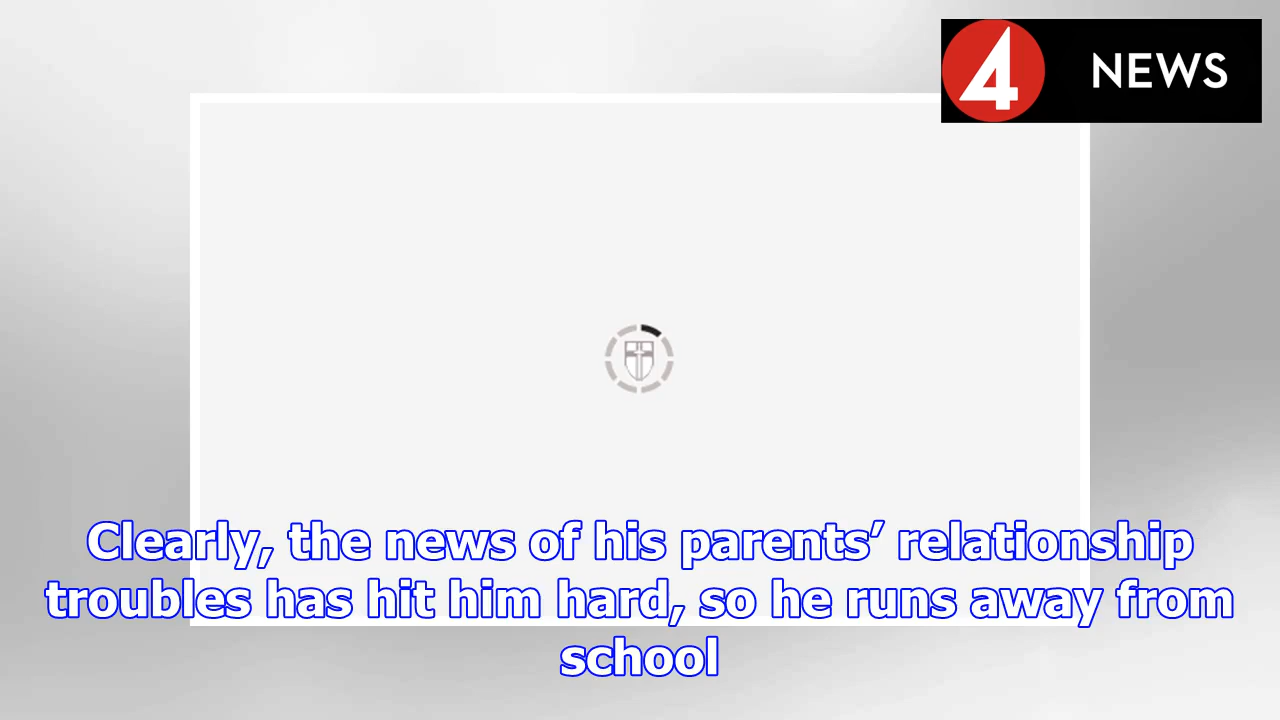 4 NEWS
Clearly, the news of his parents’ relationship
troubles has hit him hard, so he runs away from
school